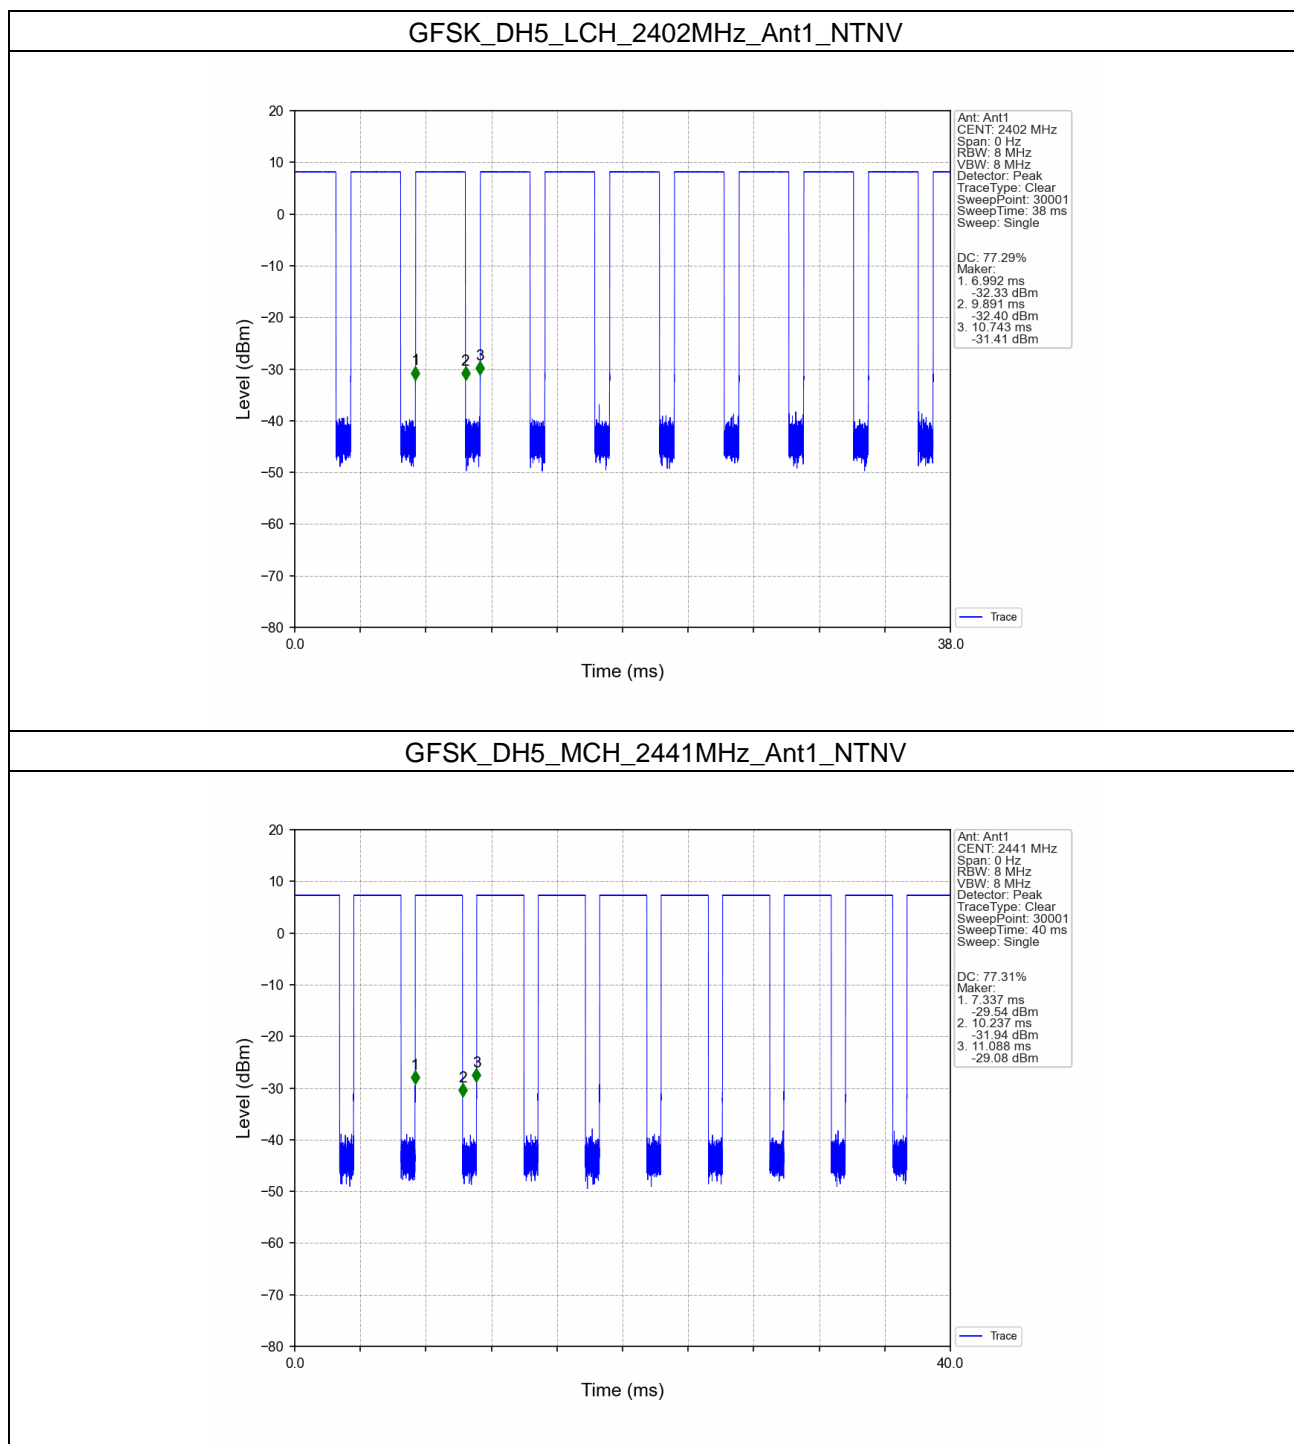 GFSK_DH5_LCH_2402MHz_Ant1_NTNV
20
10
0
−10
−20
−30
−40
−50
−60
−70
−80
Level (dBm)
1
2
3
0.0
38.0
Time (ms)
Ant: Ant1
CENT: 2402 MHz
Span: 0 Hz
RBW: 8 MHz
VBW: 8 MHz
Detector: Peak
TraceType: Clear
SweepPoint: 30001
SweepTime: 38 ms
Sweep: Single
DC: 77.29%
Maker:
1. 6.992 ms
-32.33 dBm
2. 9.891 ms
-32.40 dBm
3. 10.743 ms
-31.41 dBm
Trace
GFSK_DH5_MCH_2441MHz_Ant1_NTNV
20
10
0
−10
−20
−30
−40
−50
−60
−70
−80
Level (dBm)
1
2
3
0.0
40.0
Time (ms)
Ant: Ant1
CENT: 2441 MHz
Span: 0 Hz
RBW: 8 MHz
VBW: 8 MHz
Detector: Peak
TraceType: Clear
SweepPoint: 30001
SweepTime: 40 ms
Sweep: Single
DC: 77.31%
Maker:
1. 7.337 ms
-29.54 dBm
2. 10.237 ms
-31.94 dBm
3. 11.088 ms
-29.08 dBm
Trace